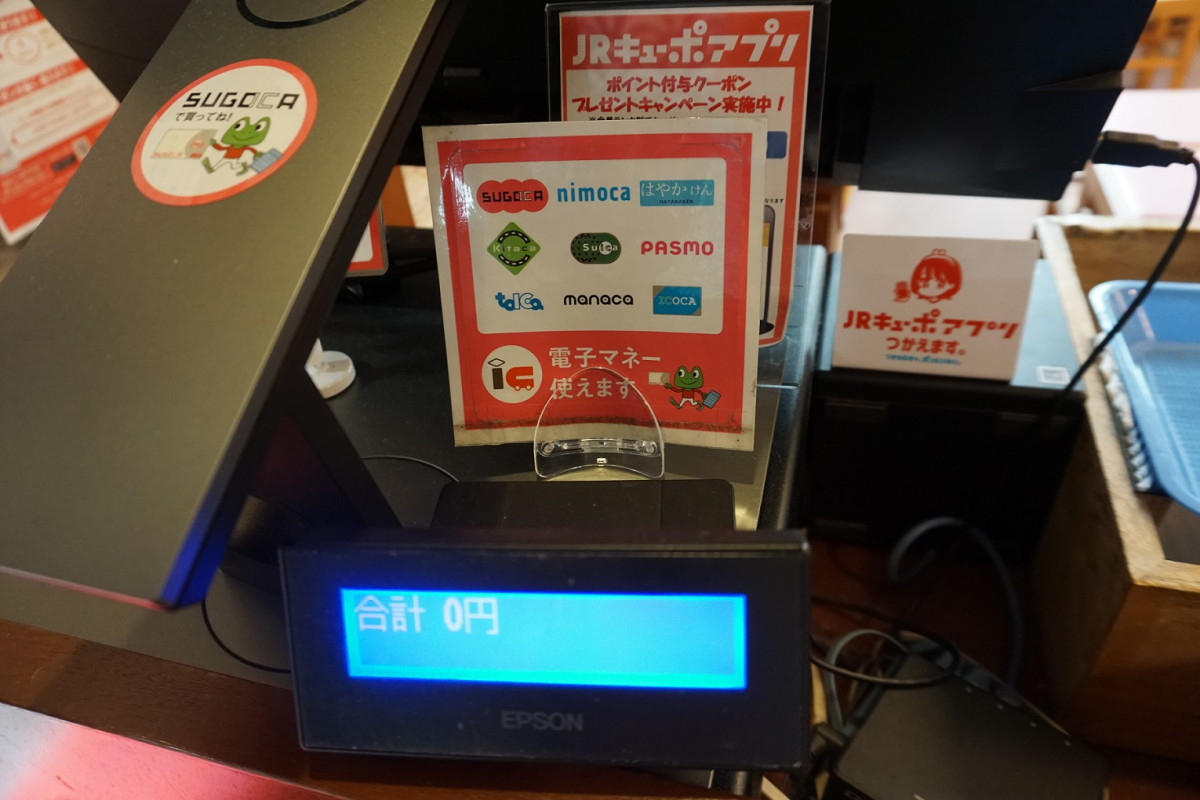 SUGOCA
で買ってね!
JRキューポアプリ
ポイント付与クーポン
プレゼントキャンペーン実施中!
SUGOCA nimoca はやかけん
HAYAKAKEN
Kitaca Suica PASMO
toICa manaca ICOCA
電子マネー
使えます
JRキューポアプリ
つかえます。
合計 0円
EPSON